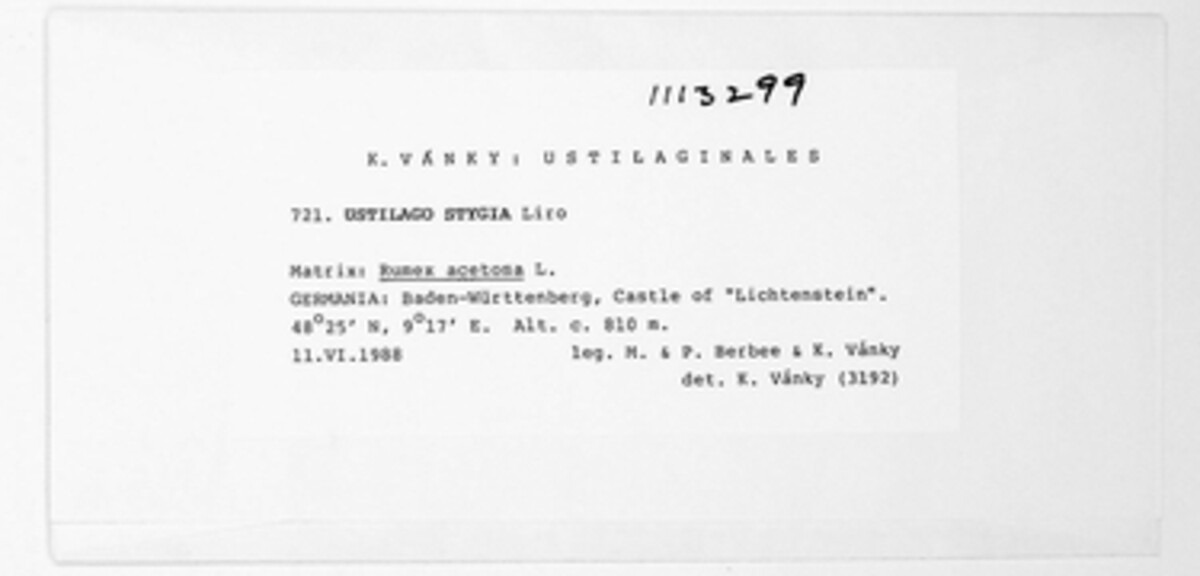 1113299
K. VÁNKY: USTILAGINALES
721. USTILAGO STYGIA Liro
Matrix: Rumex acetosa L.
GERMANIA: Baden-Württenberg, Castle of "Lichtenstein".
48°25' N, 9°17' E. Alt. c. 810 m.
11.VI.1988 leg. M. & P. Berbee & K. Vánky
det. K. Vánky (3192)